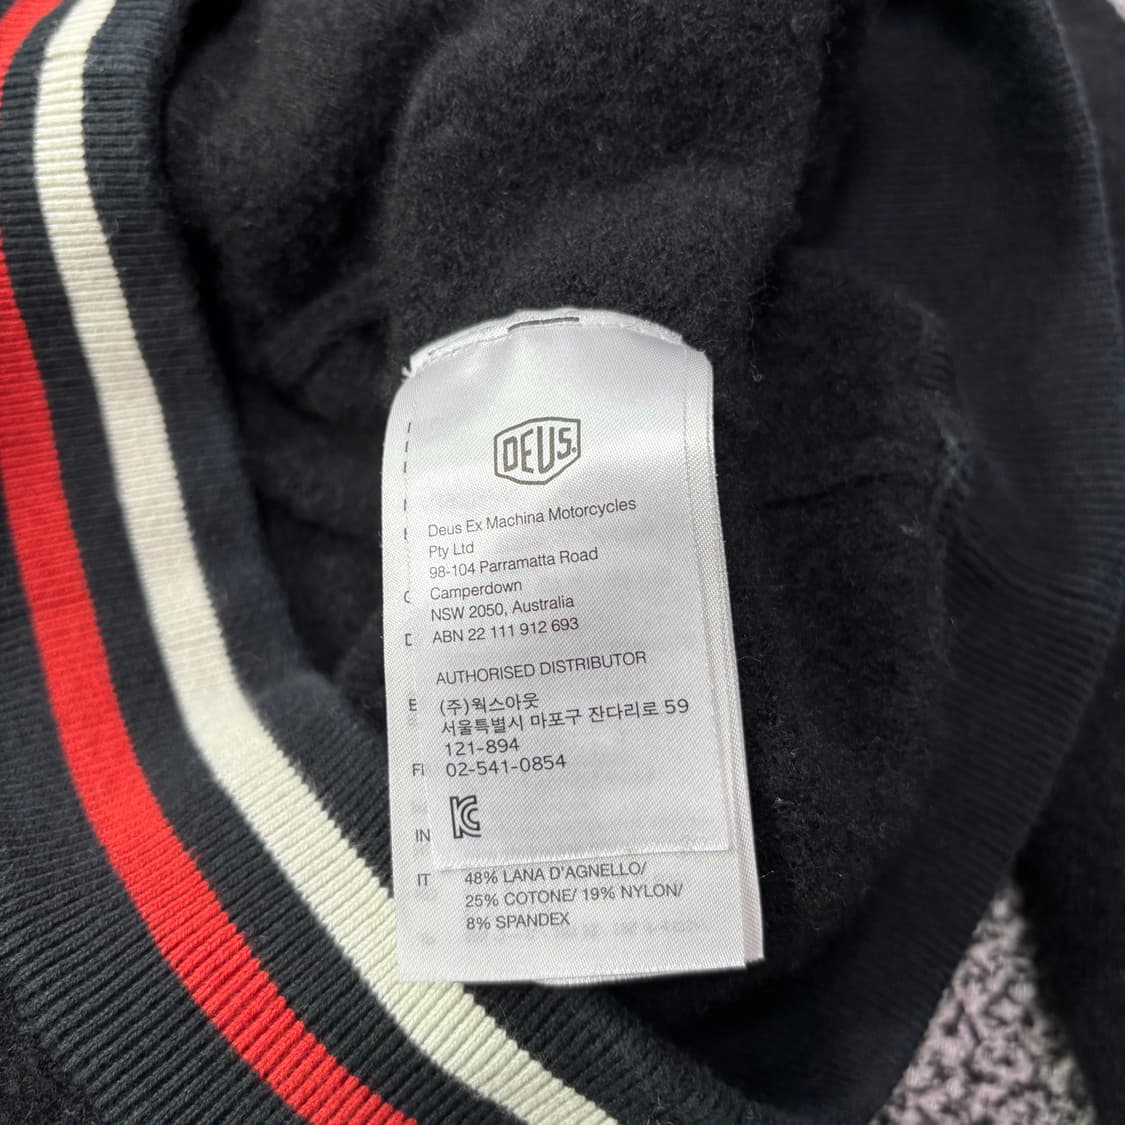 DEUS.
Deus Ex Machina Motorcycles
Pty Ltd
98-104 Parramatta Road
Camperdown
NSW 2050, Australia
ABN 22 111 912 693
AUTHORISED DISTRIBUTOR
(주)웍스아웃
서울특별시 마포구 잔다리로 59
121-894
02-541-0854
KC
IN
IT 48% LANA D'AGNELLO/
25% COTONE/ 19% NYLON/
8% SPANDEX